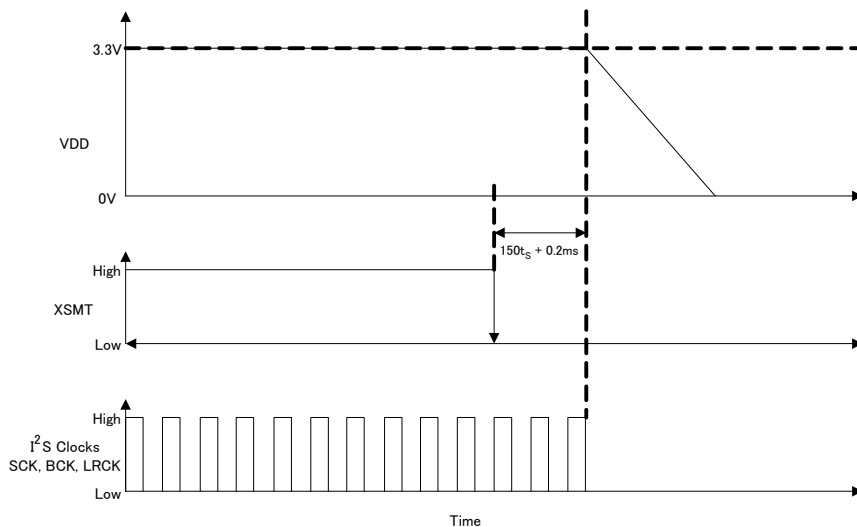 3.3V
VDD
0V
150tS + 0.2ms
High
XSMT
Low
High
I2S Clocks
SCK, BCK, LRCK
Low
Time